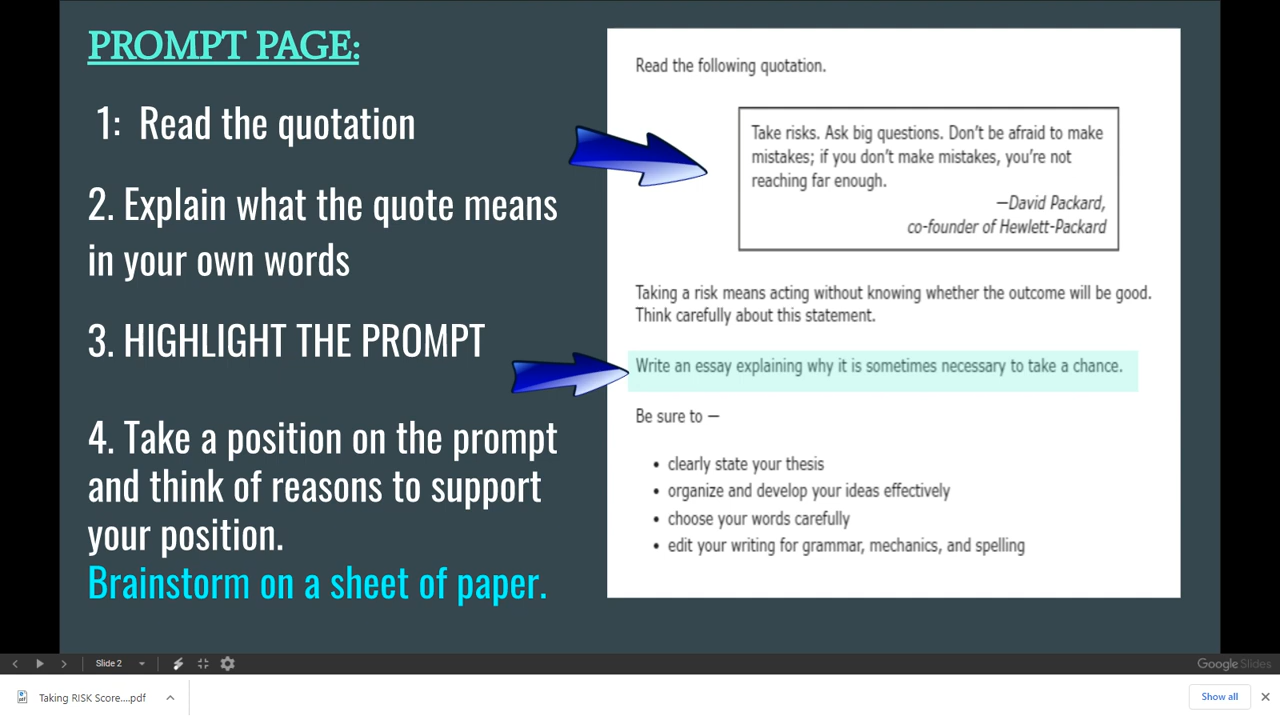 PROMPT PAGE:
1: Read the quotation
2. Explain what the quote means
in your own words
3. HIGHLIGHT THE PROMPT
4. Take a position on the prompt
and think of reasons to support
your position.
Brainstorm on a sheet of paper.
Read the following quotation.
Take risks. Ask big questions. Don't be afraid to make
mistakes; if you don't make mistakes, you're not
reaching far enough.
—David Packard,
co-founder of Hewlett-Packard
Taking a risk means acting without knowing whether the outcome will be good.
Think carefully about this statement.
Write an essay explaining why it is sometimes necessary to take a chance.
Be sure to —
• clearly state your thesis
• organize and develop your ideas effectively
• choose your words carefully
• edit your writing for grammar, mechanics, and spelling
Slide 2
Google Slides
Taking RISK Score....pdf
Show all